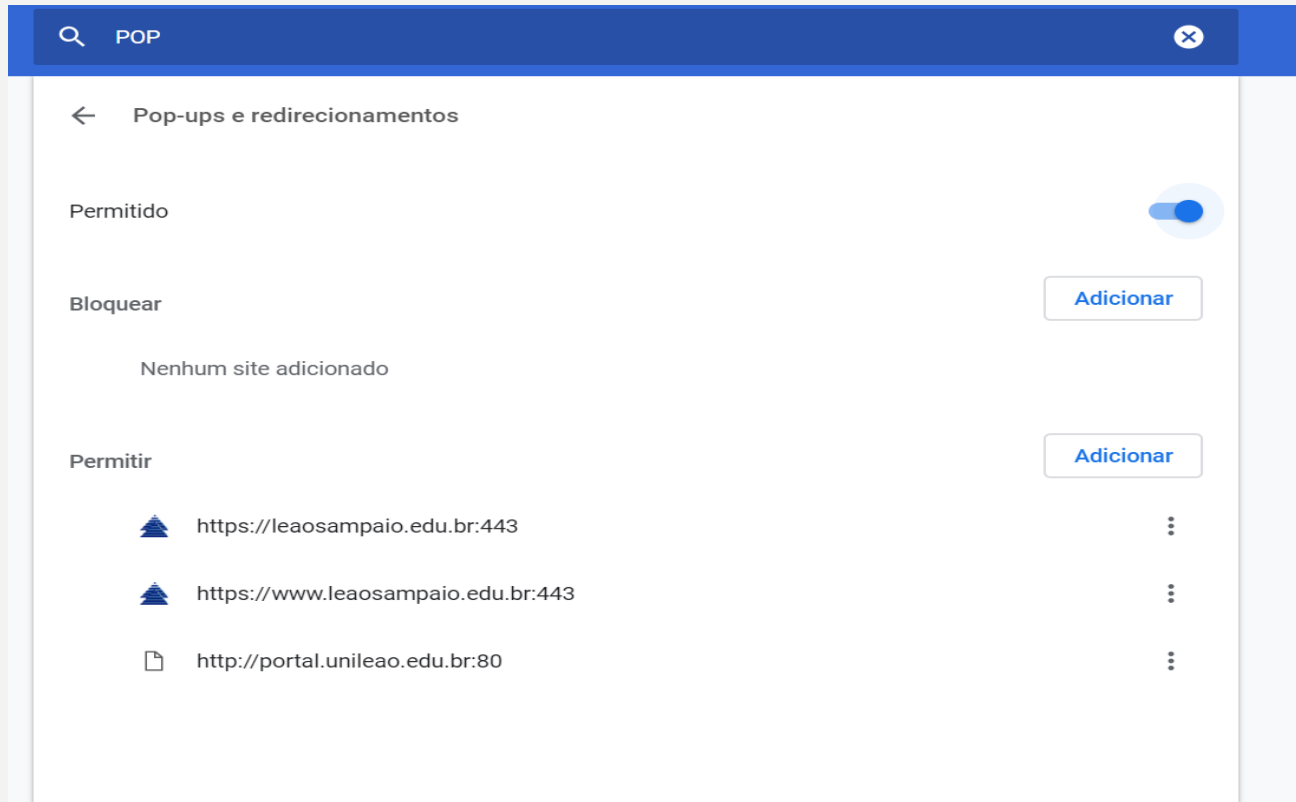 POP
Pop-ups e redirecionamentos
Permitido
Bloquear
Adicionar
Nenhum site adicionado
Permitir
Adicionar
https://leaosampaio.edu.br:443
https://www.leaosampaio.edu.br:443
http://portal.unileao.edu.br:80